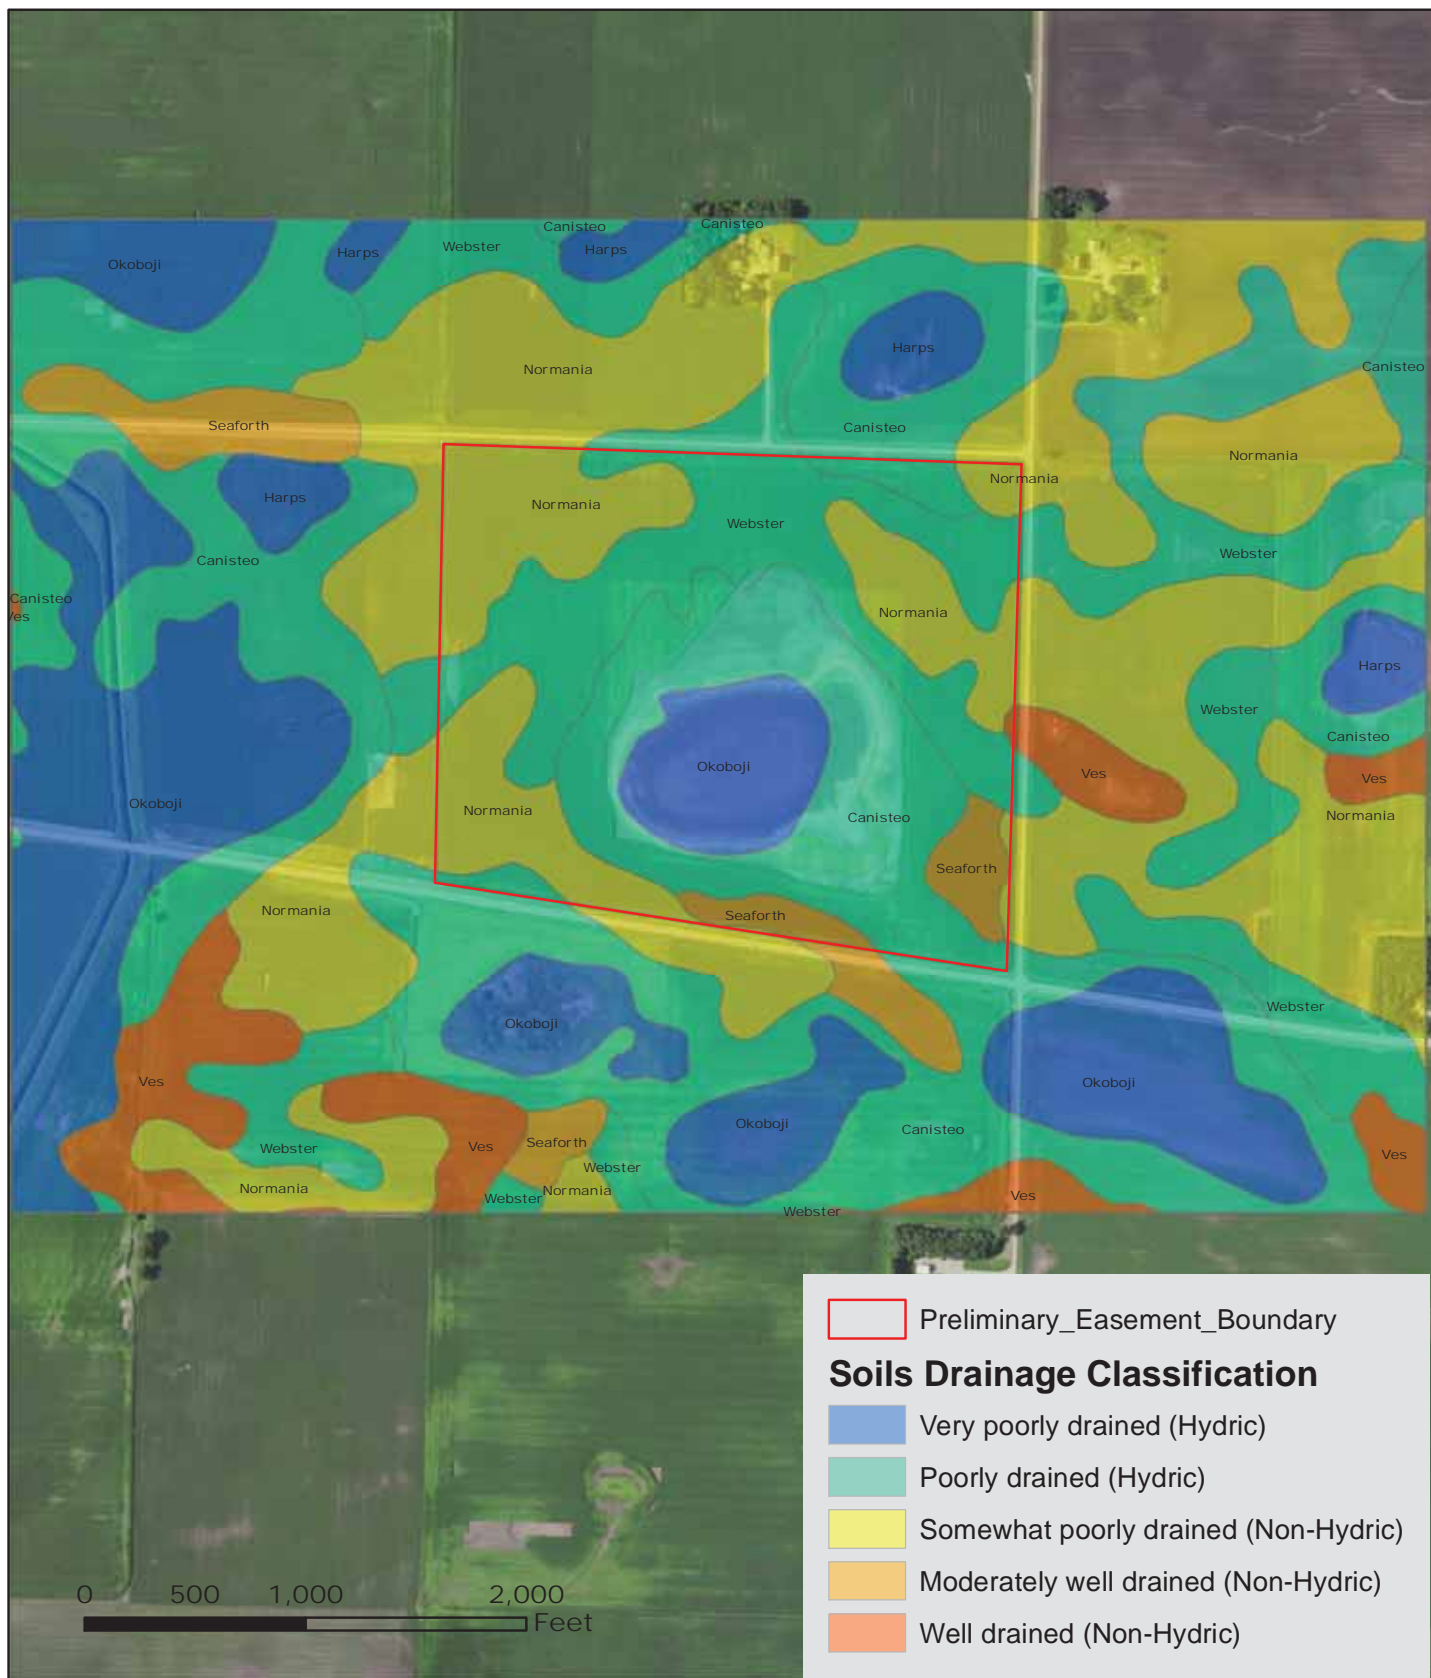 Canisteo
Canisteo
Webster
Harps
Harps
Okoboji
Harps
Normania
Canisteo
Seaforth
Canisteo
Normania
Normania
Harps
Normania
Normania
Webster
Webster
Canisteo
Canisteo
Ves
Normania
Harps
Webster
Canisteo
Okoboji
Ves
Ves
Okoboji
Normania
Canisteo
Normania
Seaforth
Normania
Seaforth
Webster
Okoboji
Ves
Okoboji
Okoboji
Canisteo
Webster
Ves
Seaforth
Ves
Webster
Normania
Normania
Webster
Ves
Webster
Preliminary_Easement_Boundary
Soils Drainage Classification
Very poorly drained (Hydric)
Poorly drained (Hydric)
Somewhat poorly drained (Non-Hydric)
Moderately well drained (Non-Hydric)
Well drained (Non-Hydric)
0 500 1,000 2,000
Feet